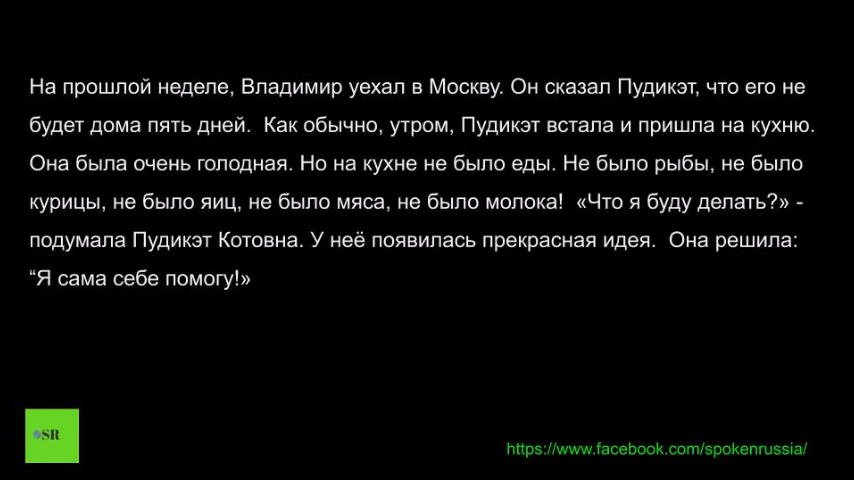 На прошлой неделе, Владимир уехал в Москву. Он сказал Пудикэт, что его не
будет дома пять дней.  Как обычно, утром, Пудикэт встала и пришла на кухню.
Она была очень голодная. Но на кухне не было еды. Не было рыбы, не было
курицы, не было яиц, не было мяса, не было молока!  «Что я буду делать?» -
подумала Пудикэт Котовна. У неё появилась прекрасная идея.  Она решила:
“Я сама себе помогу!»
SR
https://www.facebook.com/spokenrussia/